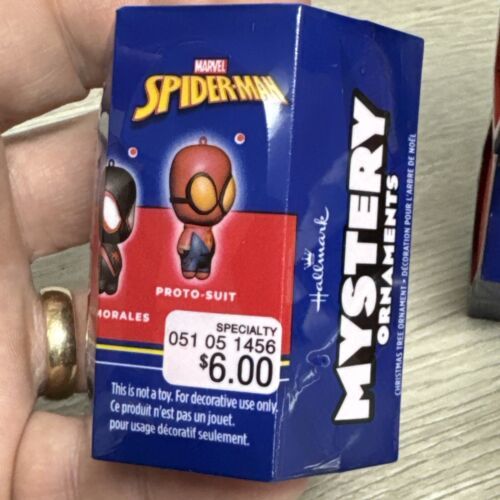 MARVEL
SPIDER-MAN
PROTO-SUIT
MORALES
SPECIALTY
051 05 1456
$6.00
This is not a toy. For decorative use only.
Ce produit n'est pas un jouet.
pour usage décoratif seulement.
Hallmark
MYSTERY
ORNAMENTS
CHRISTMAS TREE ORNAMENT • DÉCORATION POUR L'ARBRE DE NOËL